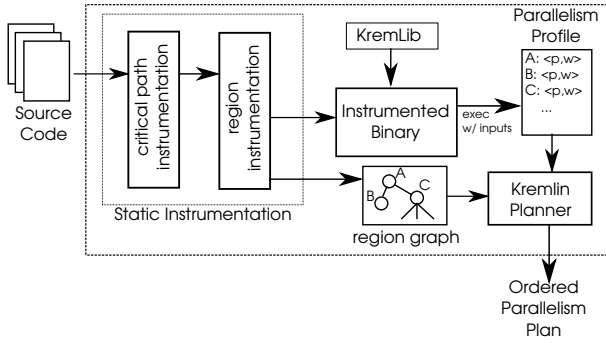 Source
Code
critical path
instrumentation
region
instrumentation
Static Instrumentation
KremLib
Instrumented
Binary
exec
w/ inputs
Parallelism
Profile
A: <p,w>
B: <p,w>
C: <p,w>
...
A
B
C
region graph
Kremlin
Planner
Ordered
Parallelism
Plan